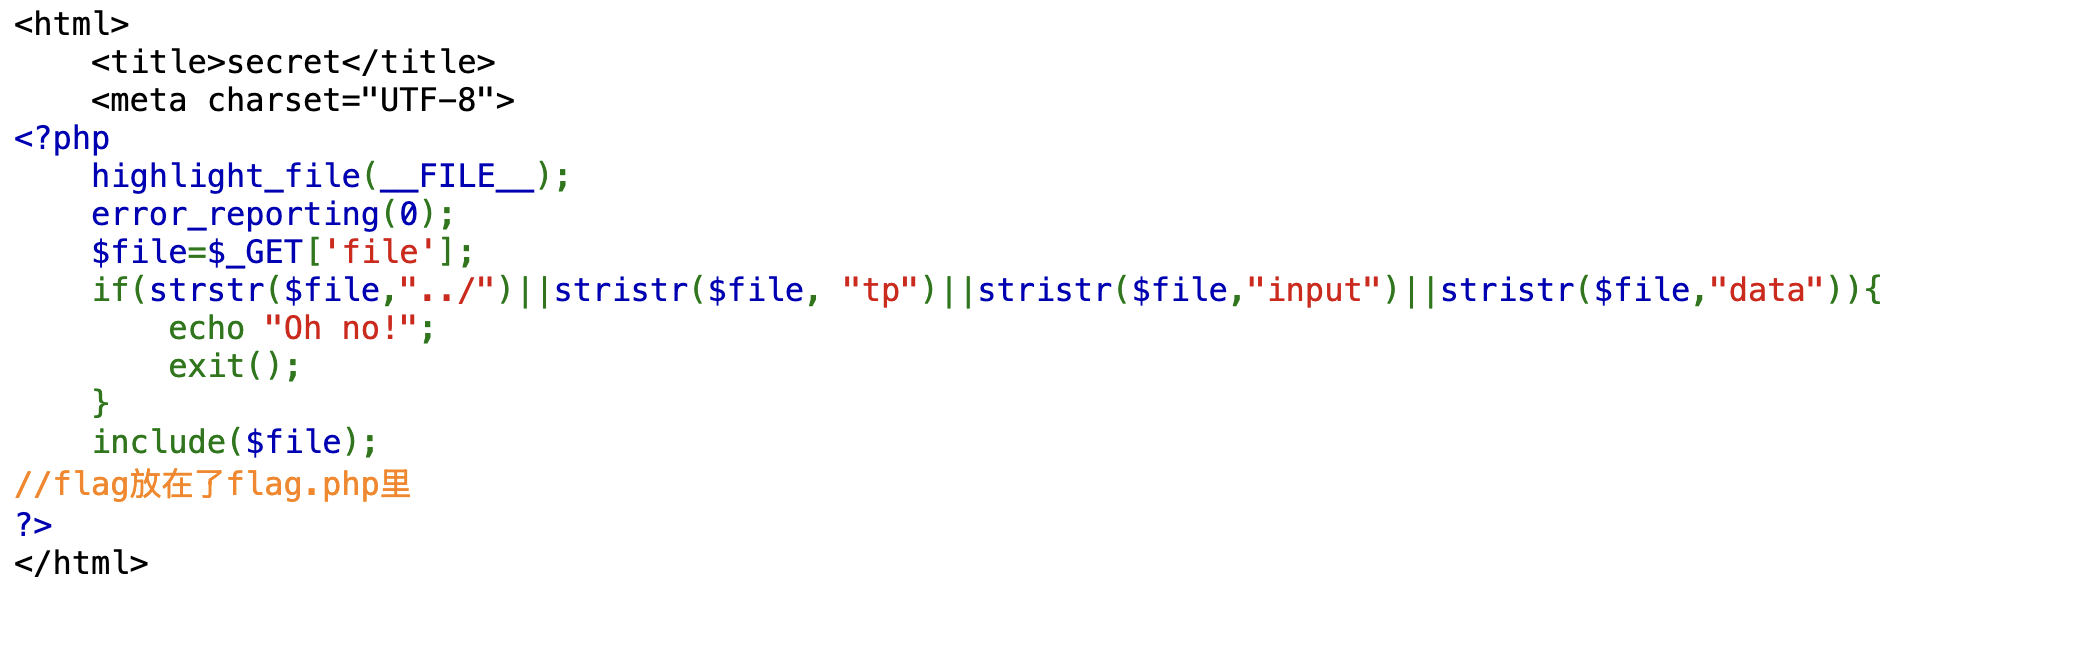 <html>
    <title>secret</title>
    <meta charset="UTF-8">
<?php
    highlight_file(__FILE__);
    error_reporting(0);
    $file=$_GET['file'];
    if(strstr($file,"../")||stristr($file, "tp")||stristr($file,"input")||stristr($file,"data")){
        echo "Oh no!";
        exit();
    }
    include($file);
//flag放在了flag.php里
?>
</html>